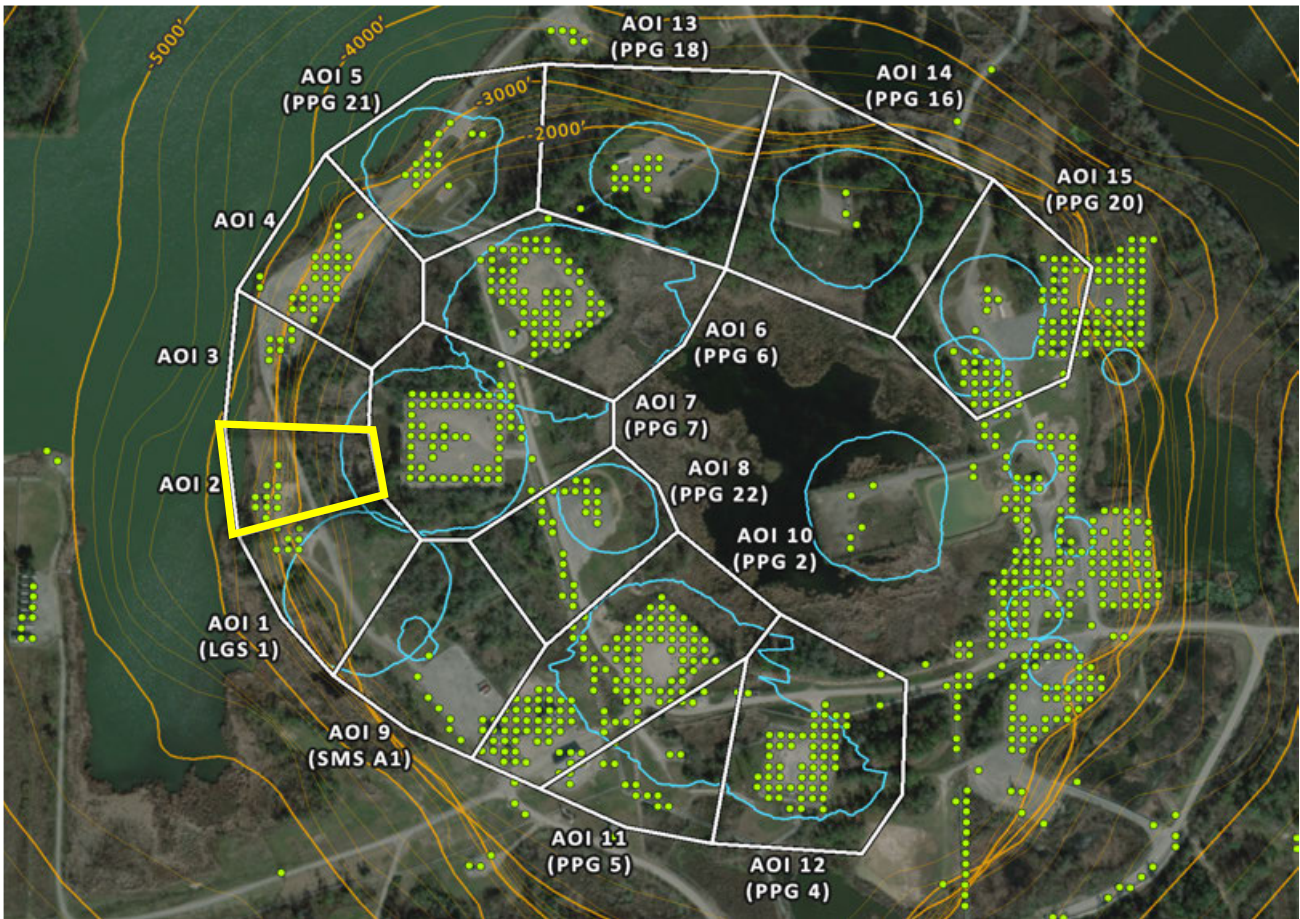 AOI 13
(PPG 18)
-5000'
-4000'
AOI 5
(PPG 21)
AOI 14
(PPG 16)
-3000'
-2000'
AOI 15
(PPG 20)
AOI 4
AOI 3
AOI 6
(PPG 6)
AOI 7
(PPG 7)
AOI 2
AOI 8
(PPG 22)
AOI 10
(PPG 2)
AOI 1
(LGS 1)
AOI 9
(SMS A1)
AOI 11
(PPG 5)
AOI 12
(PPG 4)